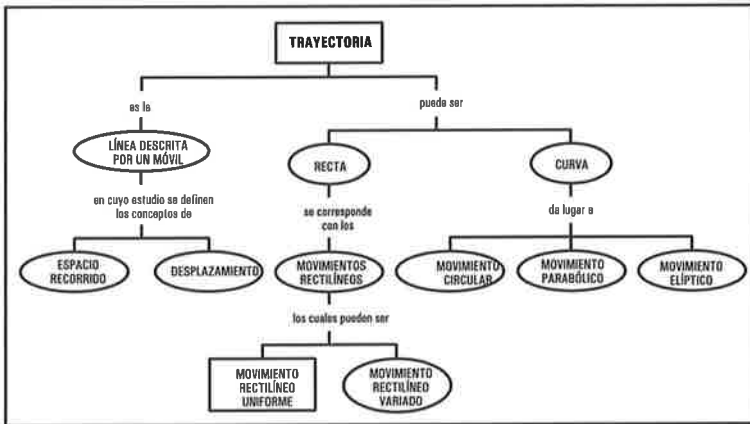 TRAYECTORIA
es la
puede ser
LÍNEA DESCRITA
POR UN MÓVIL
RECTA
CURVA
en cuyo estudio se definen
los conceptos de
se corresponde
con los
da lugar a
ESPACIO
RECORRIDO
DESPLAZAMIENTO
MOVIMIENTOS
RECTILÍNEOS
MOVIMIENTO
CIRCULAR
MOVIMIENTO
PARABÓLICO
MOVIMIENTO
ELÍPTICO
los cuales pueden ser
MOVIMIENTO
RECTILÍNEO
UNIFORME
MOVIMIENTO
RECTILÍNEO
VARIADO